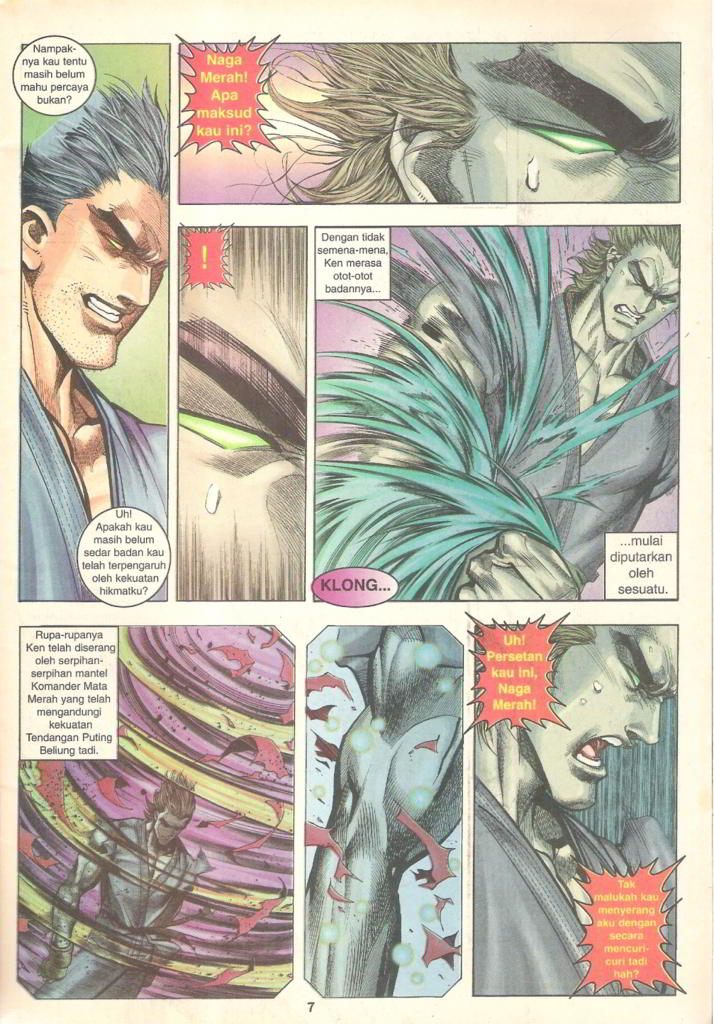 Nampak-
nya kau tentu
masih belum
mahu percaya
bukan?
Naga
Merah!
Apa
maksud
kau ini?
Uh!
Apakah kau
masih belum
sedar badan kau
telah terpengaruh
oleh kekuatan
hikmatku?
!
Dengan tidak
semena-mena,
Ken merasa
otot-otot
badannya...
KLONG...
...mulai
diputarkan
oleh
sesuatu.
Rupa-rupanya
Ken telah diserang
oleh serpihan-
serpihan mantel
Komander Mata
Merah yang telah
mengandungi
kekuatan
Tendangan Puting
Beliung tadi.
Uh!
Persetan
kau ini,
Naga
Merah!
Tak
malukah kau
menyerang
aku dengan
secara
mencuri-
curi tadi
hah?
7